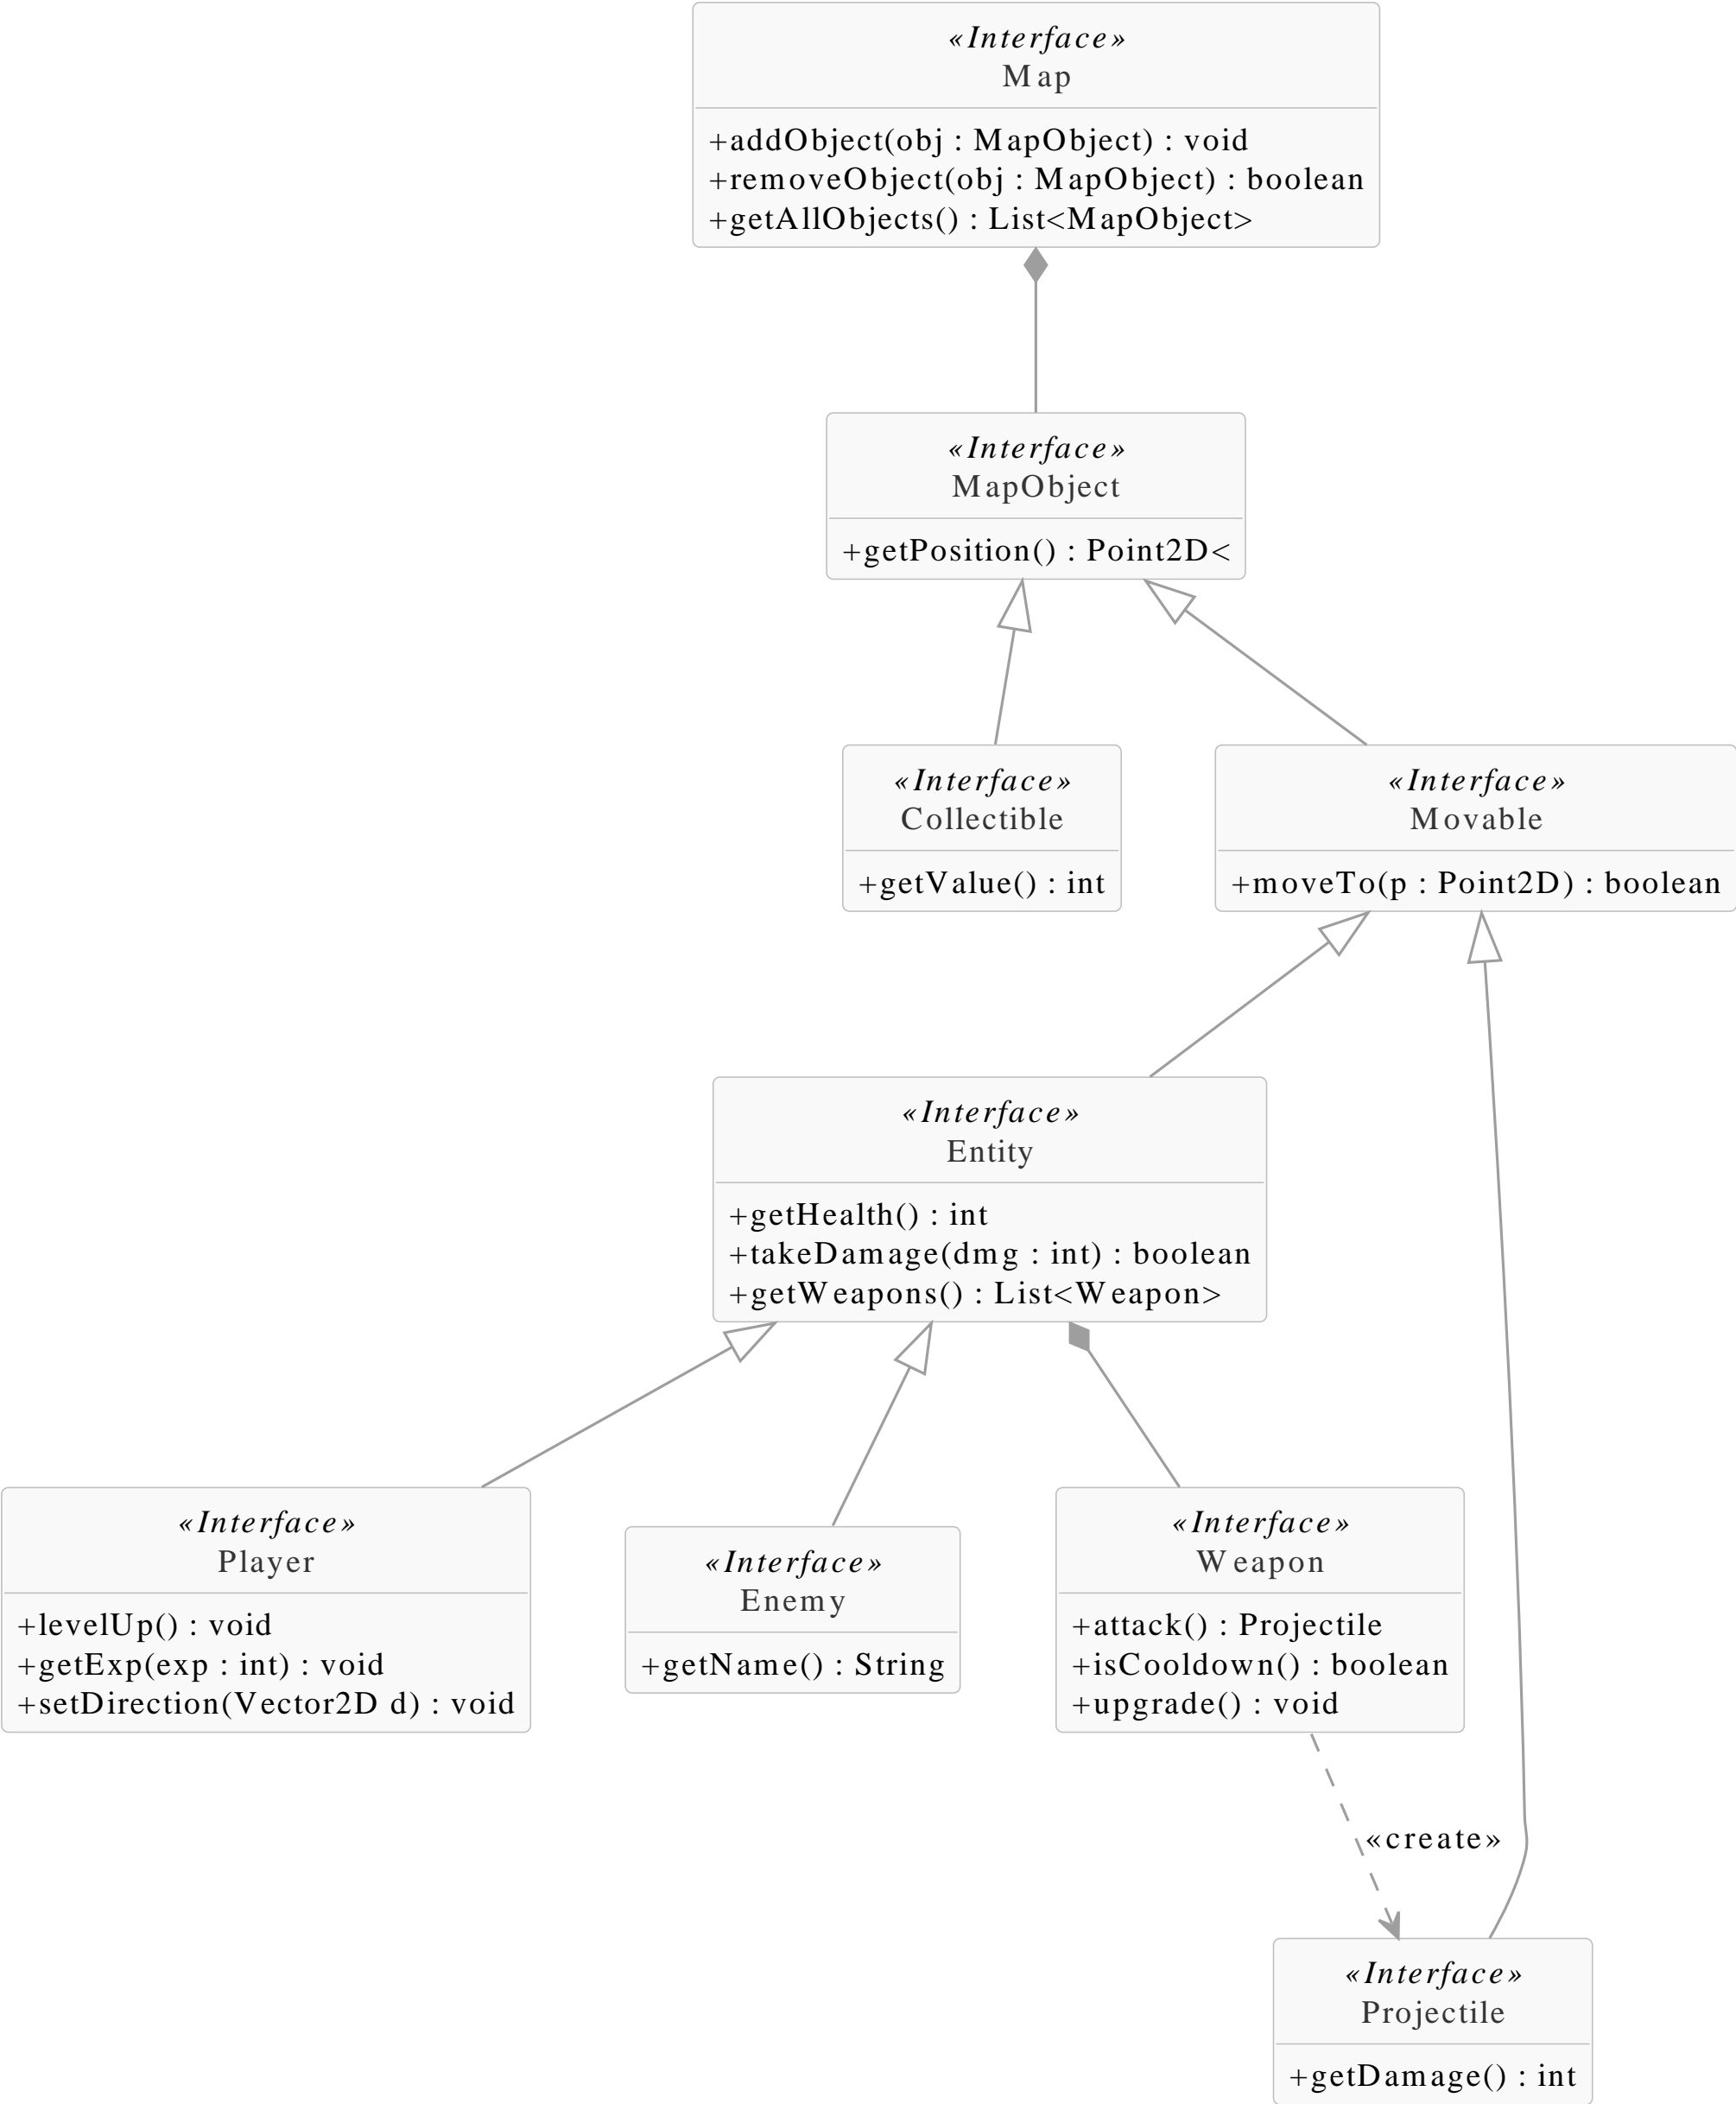 «Interface»
Map
+addObject(obj : MapObject) : void
+removeObject(obj : MapObject) : boolean
+getAllObjects() : List<MapObject>
«Interface»
MapObject
+getPosition() : Point2D<
«Interface»
Collectible
+getValue() : int
«Interface»
Movable
+moveTo(p : Point2D) : boolean
«Interface»
Entity
+getHealth() : int
+takeDamage(dmg : int) : boolean
+getWeapons() : List<Weapon>
«Interface»
Player
+levelUp() : void
+getExp(exp : int) : void
+setDirection(Vector2D d) : void
«Interface»
Enemy
+getName() : String
«Interface»
Weapon
+attack() : Projectile
+isCooldown() : boolean
+upgrade() : void
«create»
«Interface»
Projectile
+getDamage() : int